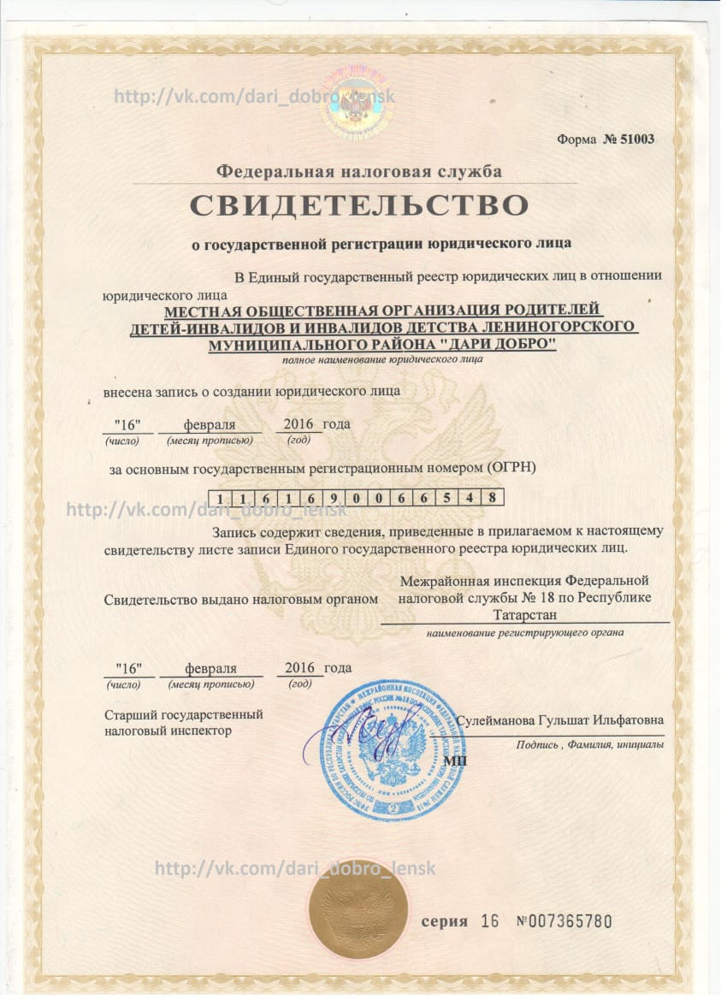 http://vk.com/dari_dobro_lensk
Форма № 51003
Федеральная налоговая служба
СВИДЕТЕЛЬСТВО
о государственной регистрации юридического лица
В Единый государственный реестр юридических лиц в отношении
юридического лица
МЕСТНАЯ ОБЩЕСТВЕННАЯ ОРГАНИЗАЦИЯ РОДИТЕЛЕЙ
ДЕТЕЙ-ИНВАЛИДОВ И ИНВАЛИДОВ ДЕТСТВА ЛЕНИНОГОРСКОГО
МУНИЦИПАЛЬНОГО РАЙОНА "ДАРИ ДОБРО"
полное наименование юридического лица
внесена запись о создании юридического лица
"16" февраля 2016 года
(число) (месяц прописью) (год)
за основным государственным регистрационным номером (ОГРН)
1 1 6 1 6 9 0 0 6 6 5 4 8
http://vk.com/dari_dobro_lensk
Запись содержит сведения, приведенные в прилагаемом к настоящему
свидетельству листе записи Единого государственного реестра юридических лиц.
Межрайонная инспекция Федеральной
Свидетельство выдано налоговым органом налоговой службы № 18 по Республике
Татарстан
наименование регистрирующего органа
"16" февраля 2016 года
(число) (месяц прописью) (год)
Старший государственный
налоговый инспектор
Сулейманова Гульшат Ильфатовна
Подпись , Фамилия, инициалы
МП
http://vk.com/dari_dobro_lensk
серия 16 №007365780